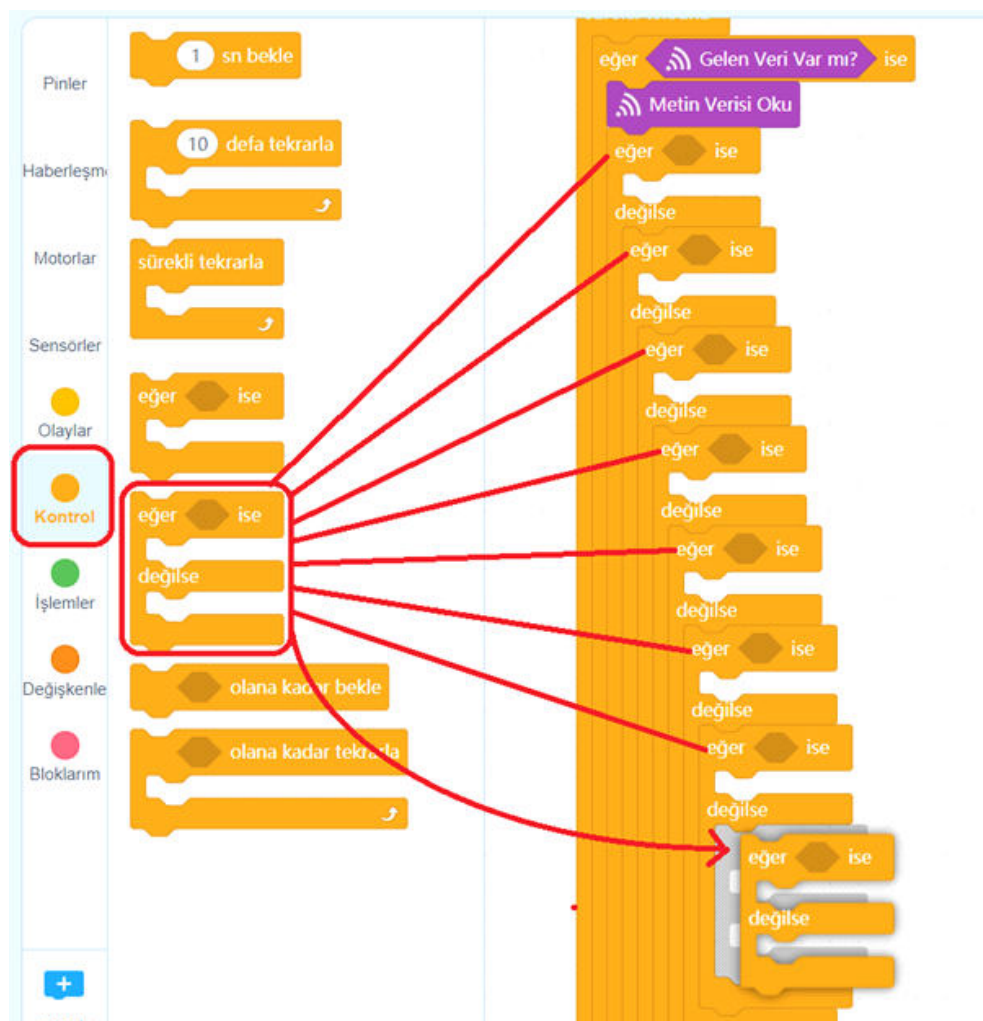 Pinler
Haberleşme
Motorlar
Sensörler
Olaylar
Kontrol
İşlemler
Değişkenle
Bloklarım
1 sn bekle
10 defa tekrarla
sürekli tekrarla
eğer ise
eğer ise
değilse
olana kadar bekle
olana kadar tekrarla
eğer Gelen Veri Var mı? ise
Metin Verisi Oku
eğer ise
değilse
eğer ise
değilse
eğer ise
değilse
eğer ise
değilse
eğer ise
değilse
eğer ise
değilse
eğer ise
değilse
eğer ise
değilse